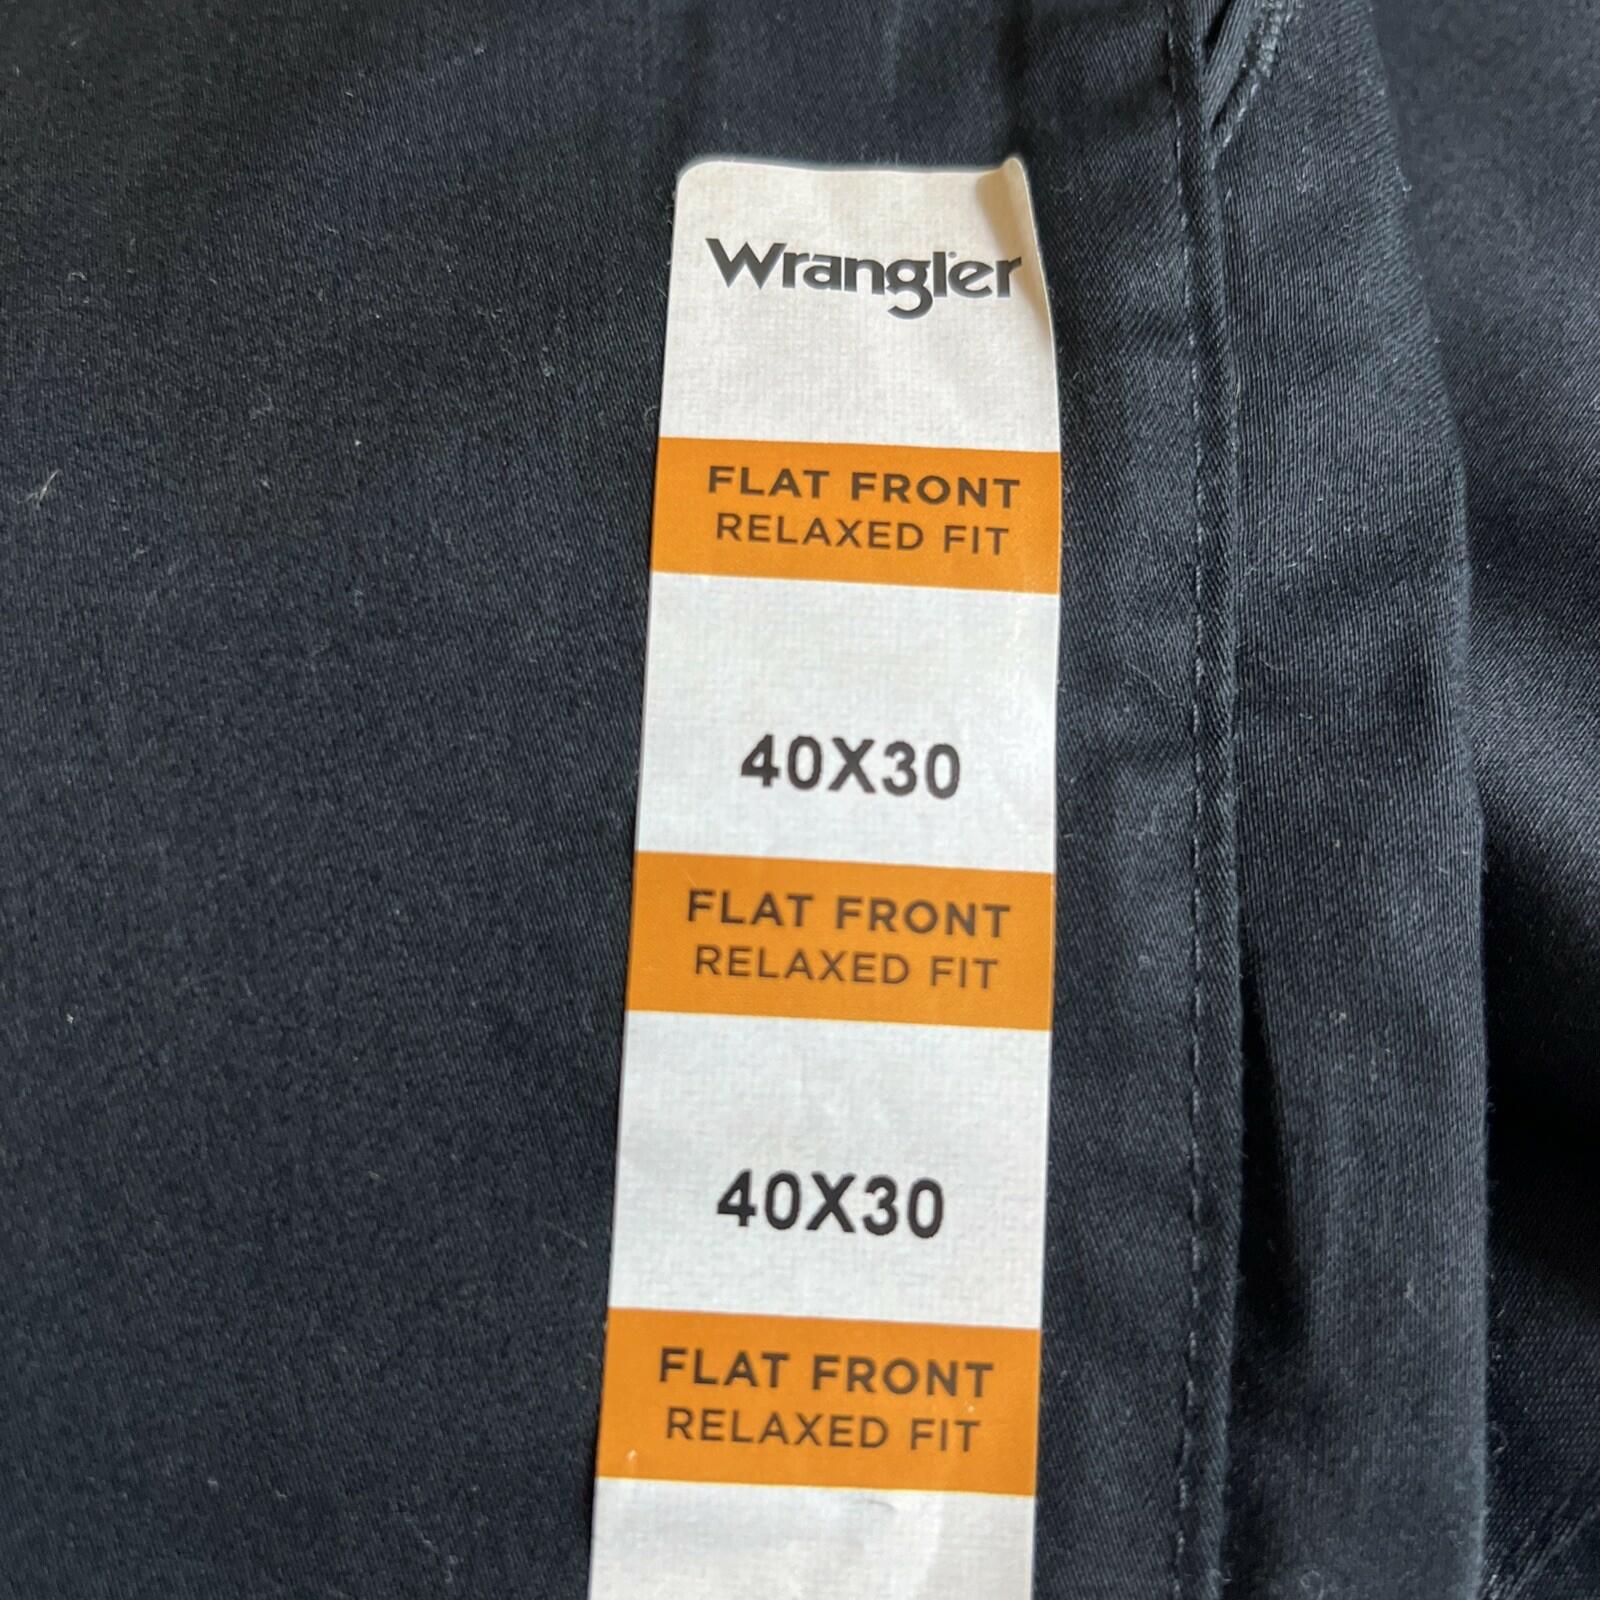 Wrangler
FLAT FRONT
RELAXED FIT
40X30
FLAT FRONT
RELAXED FIT
40X30
FLAT FRONT
RELAXED FIT